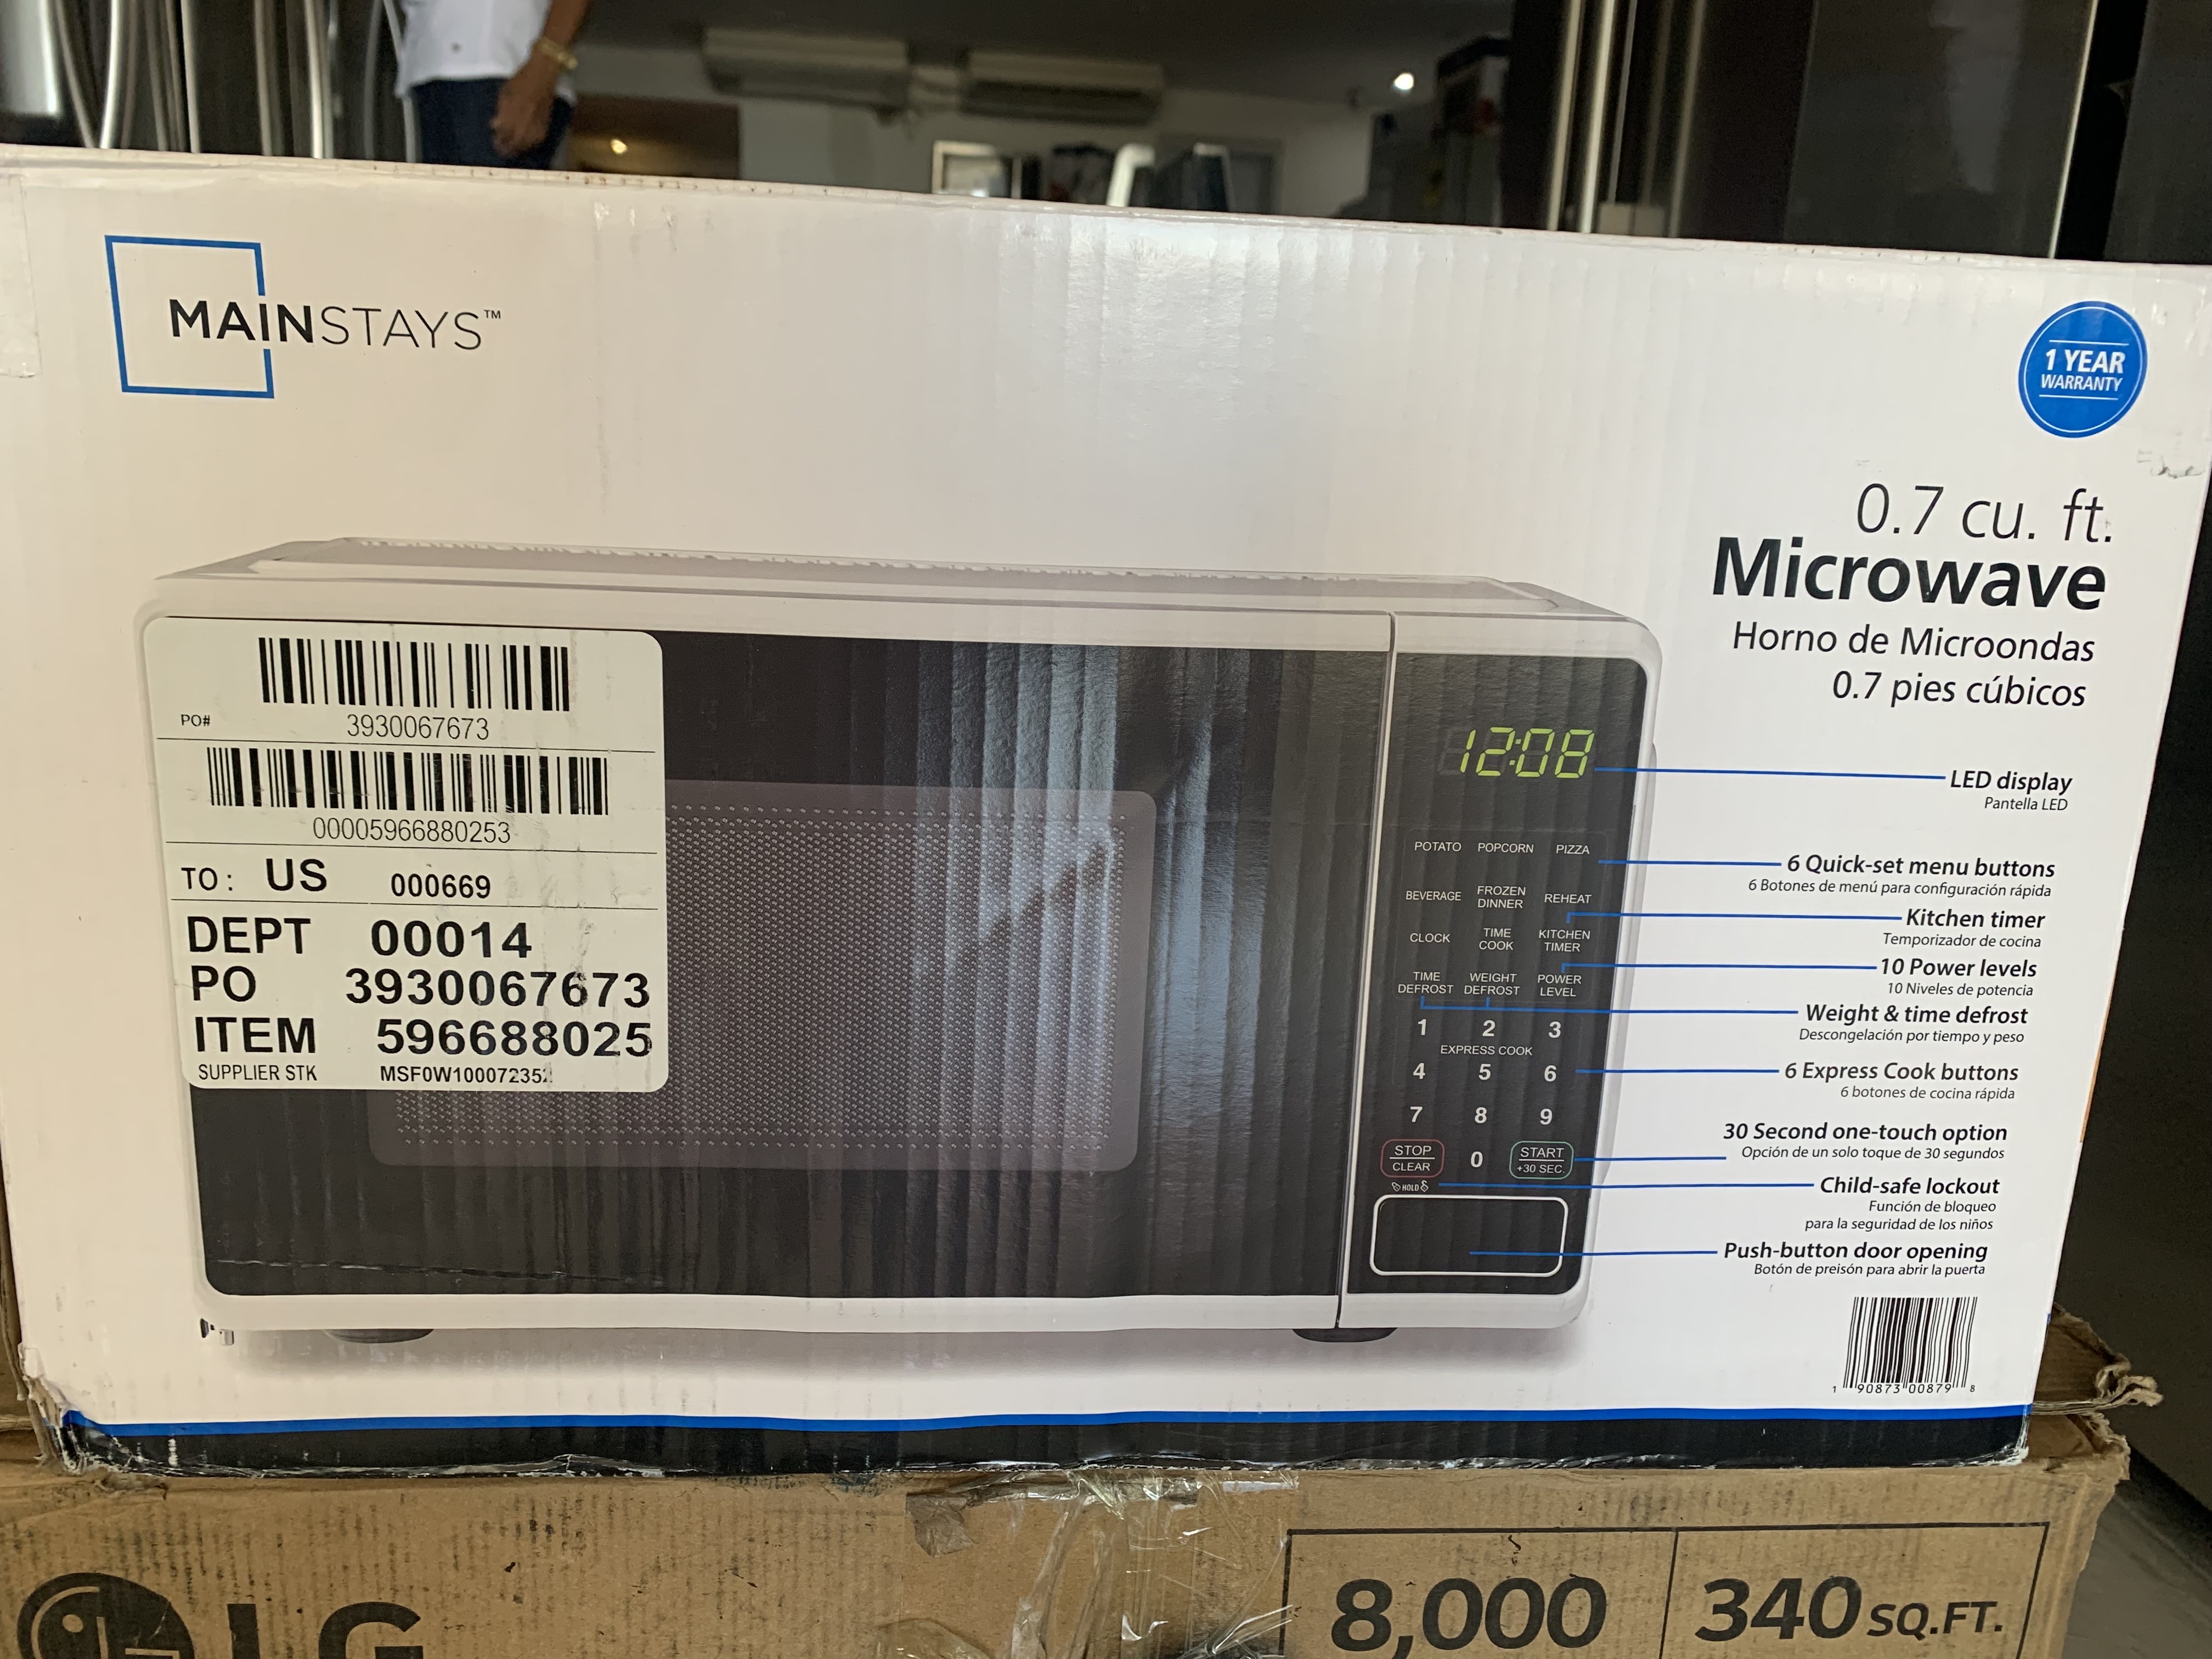 MAINSTAYS™
1 YEAR
WARRANTY
0.7 cu. ft.
Microwave
Horno de Microondas
0.7 pies cúbicos
PO# 3930067673
00005966880253
TO: US 000669
DEPT 00014
PO 3930067673
ITEM 596688025
SUPPLIER STK MSF0W100072352
12:08
POTATO POPCORN PIZZA
BEVERAGE FROZEN DINNER REHEAT
CLOCK TIME COOK KITCHEN TIMER
TIME DEFROST WEIGHT DEFROST POWER LEVEL
1 2 3
EXPRESS COOK
4 5 6
7 8 9
STOP CLEAR 0 START +30 SEC.
HOLD
LED display
Pantella LED
6 Quick-set menu buttons
6 Botones de menú para configuración rápida
Kitchen timer
Temporizador de cocina
10 Power levels
10 Niveles de potencia
Weight & time defrost
Descongelación por tiempo y peso
6 Express Cook buttons
6 botones de cocina rápida
30 Second one-touch option
Opción de un solo toque de 30 segundos
Child-safe lockout
Función de bloqueo
para la seguridad de los niños
Push-button door opening
Botón de preisón para abrir la puerta
1 90873 00879 8
LG
8,000
340 SQ.FT.